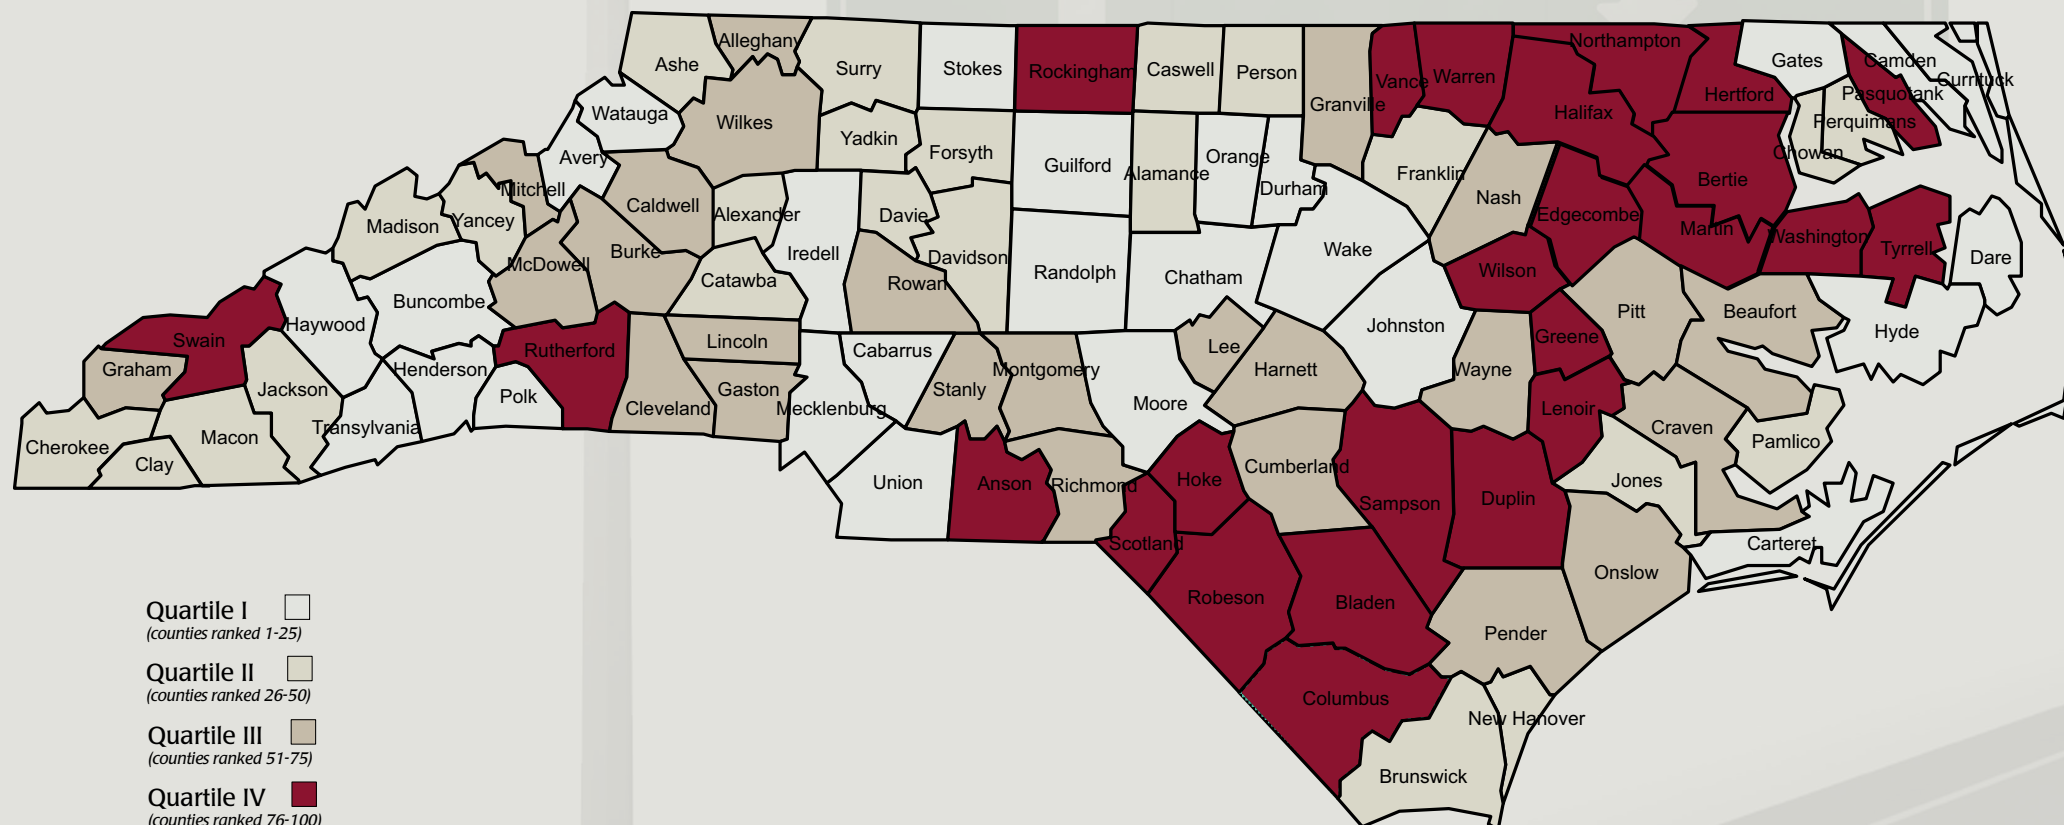 Alleghany
Ashe
Surry
Stokes
Rockingham
Caswell
Person
Granville
Vance
Warren
Northampton
Halifax
Hertford
Gates
Camden
Currituck
Pasquotank
Perquimans
Chowan
Watauga
Wilkes
Yadkin
Forsyth
Guilford
Alamance
Orange
Durham
Franklin
Nash
Edgecombe
Bertie
Martin
Washington
Tyrrell
Dare
Avery
Mitchell
Yancey
Madison
Caldwell
Alexander
Davie
Iredell
Davidson
Randolph
Chatham
Wake
Wilson
Pitt
Beaufort
Hyde
McDowell
Burke
Catawba
Rowan
Buncombe
Haywood
Swain
Graham
Rutherford
Lincoln
Cabarrus
Montgomery
Lee
Johnston
Greene
Harnett
Wayne
Henderson
Polk
Jackson
Cleveland
Gaston
Stanly
Mecklenburg
Moore
Lenoir
Craven
Pamlico
Transylvania
Macon
Cherokee
Clay
Union
Anson
Richmond
Hoke
Cumberland
Sampson
Duplin
Jones
Carteret
Scotland
Onslow
Robeson
Bladen
Pender
Columbus
New Hanover
Brunswick
Quartile I
(counties ranked 1-25)
Quartile II
(counties ranked 26-50)
Quartile III
(counties ranked 51-75)
Quartile IV
(counties ranked 76-100)